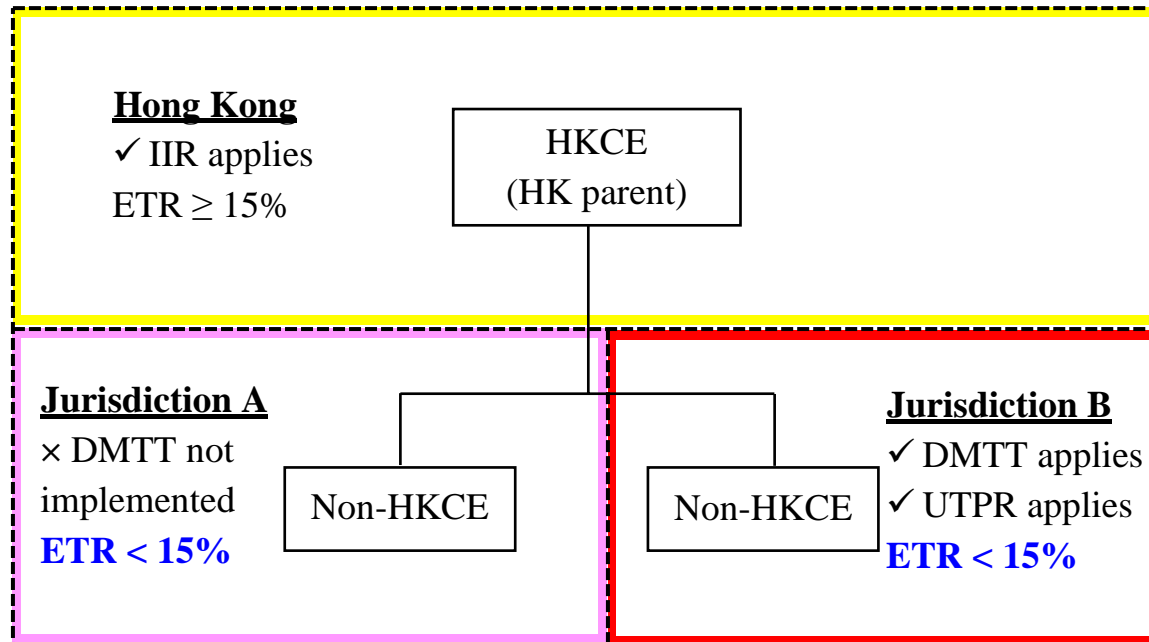 Hong Kong
✓ IIR applies
ETR ≥ 15%
HKCE
(HK parent)
Jurisdiction A
× DMTT not
implemented
ETR < 15%
Non-HKCE
Non-HKCE
Jurisdiction B
✓ DMTT applies
✓ UTPR applies
ETR < 15%